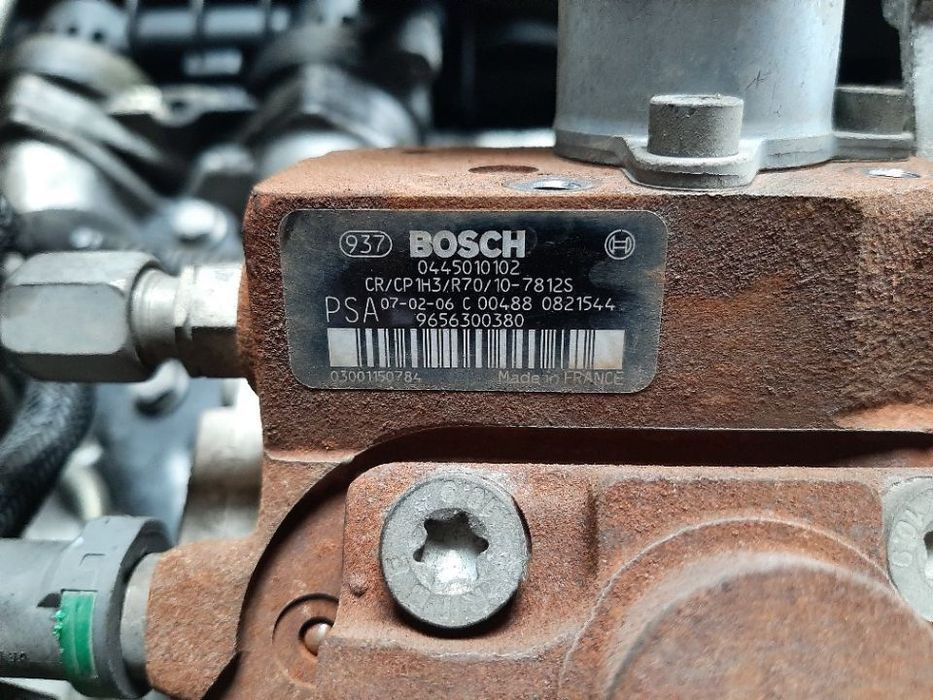 937 BOSCH
0445010102
CR/CP1H3/R70/10-7812S
PSA 07-02-06 C 00488 0821544
9656300380
03001150784 Made in FRANCE